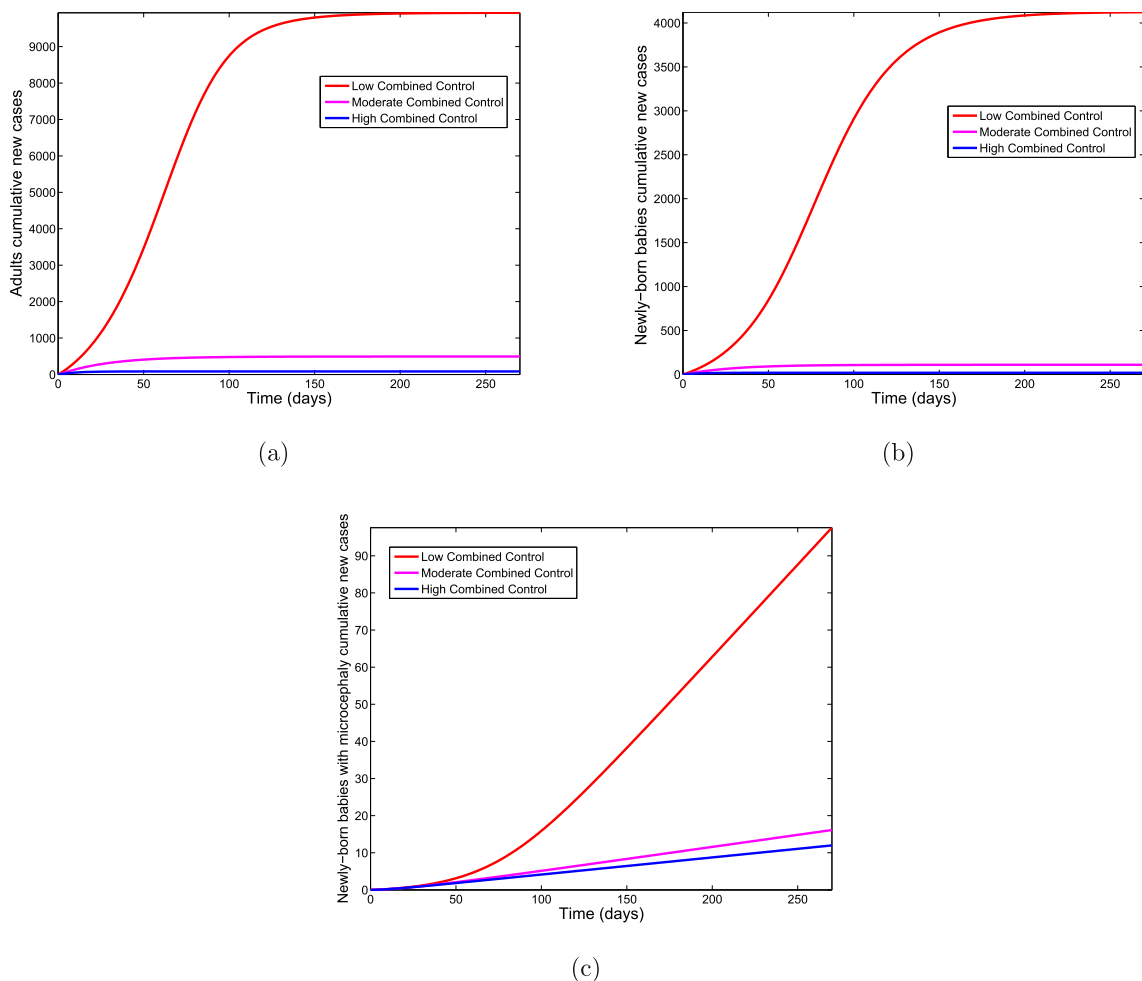 Adults cumulative new cases
9000
8000
7000
6000
5000
4000
3000
2000
1000
0
0 50 100 150 200 250
Time (days)
Low Combined Control
Moderate Combined Control
High Combined Control
(a)
Newly−born babies cumulative new cases
4000
3500
3000
2500
2000
1500
1000
500
0
0 50 100 150 200 250
Time (days)
Low Combined Control
Moderate Combined Control
High Combined Control
(b)
Newly−born babies with microcephaly cumulative new cases
90
80
70
60
50
40
30
20
10
0
0 50 100 150 200 250
Time (days)
Low Combined Control
Moderate Combined Control
High Combined Control
(c)